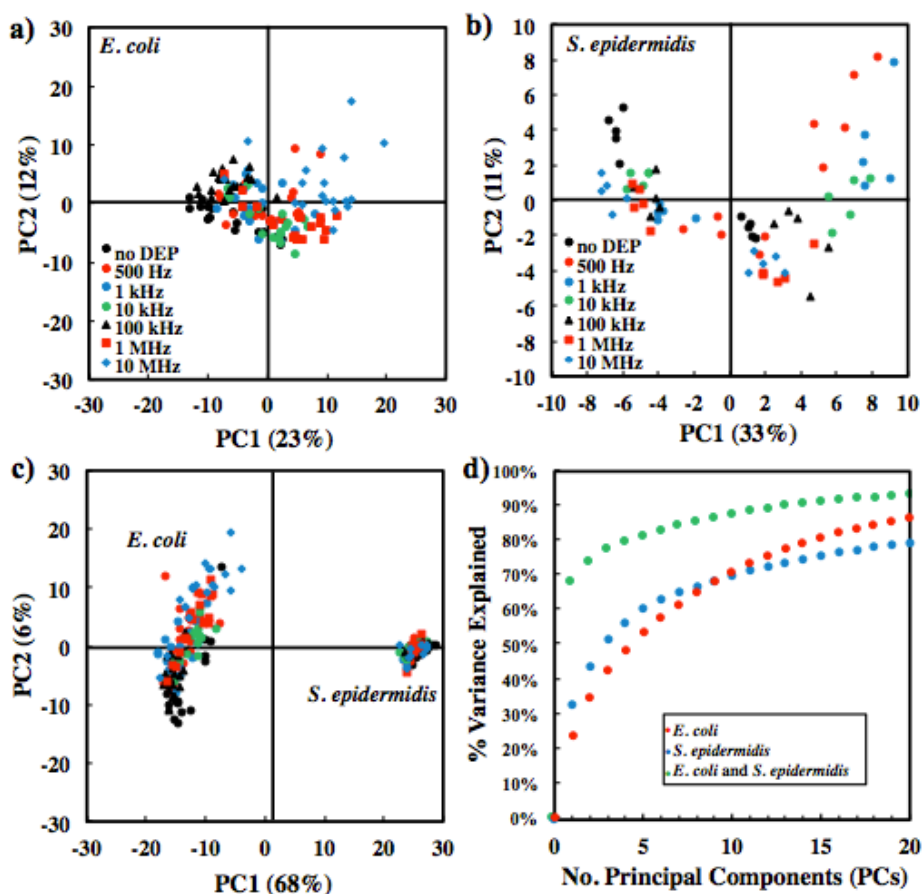 a)
E. coli
30
20
10
0
-10
-20
-30
PC2 (12%)
no DEP
500 Hz
1 kHz
10 kHz
100 kHz
1 MHz
10 MHz
-30 -20 -10 0 10 20 30
PC1 (23%)
b)
S. epidermidis
10
8
6
4
2
0
-2
-4
-6
-8
-10
PC2 (11%)
no DEP
500 Hz
1 kHz
10 kHz
100 kHz
1 MHz
10 MHz
-10 -8 -6 -4 -2 0 2 4 6 8 10
PC1 (33%)
c)
30
20
10
0
-10
-20
-30
PC2 (6%)
E. coli
S. epidermidis
-30 -20 -10 0 10 20 30
PC1 (68%)
d)
100%
90%
80%
70%
60%
50%
40%
30%
20%
10%
0%
% Variance Explained
E. coli
S. epidermidis
E. coli and S. epidermidis
0 5 10 15 20
No. Principal Components (PCs)